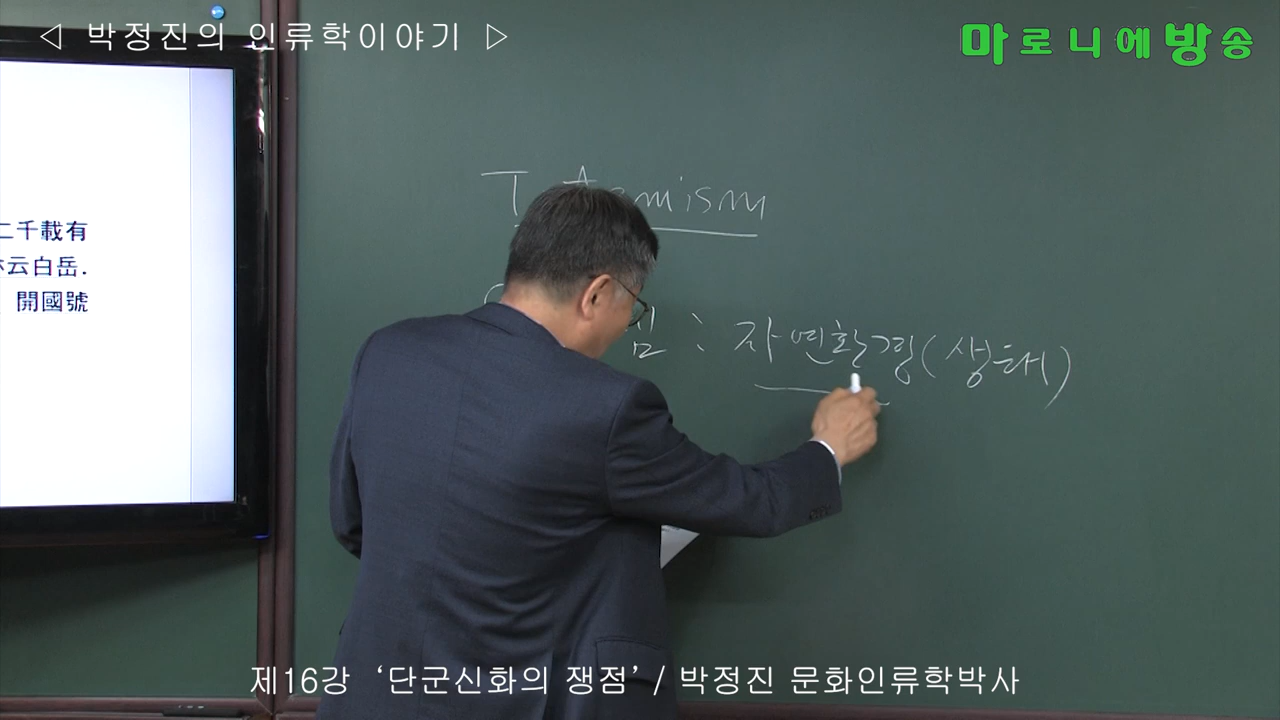 ◁ 박정진의 인류학이야기 ▷
마로니에방송
二千載有
云白岳.
開國號
: 자연환경(생태)
제16강 ‘단군신화의 쟁점’ / 박정진 문화인류학박사